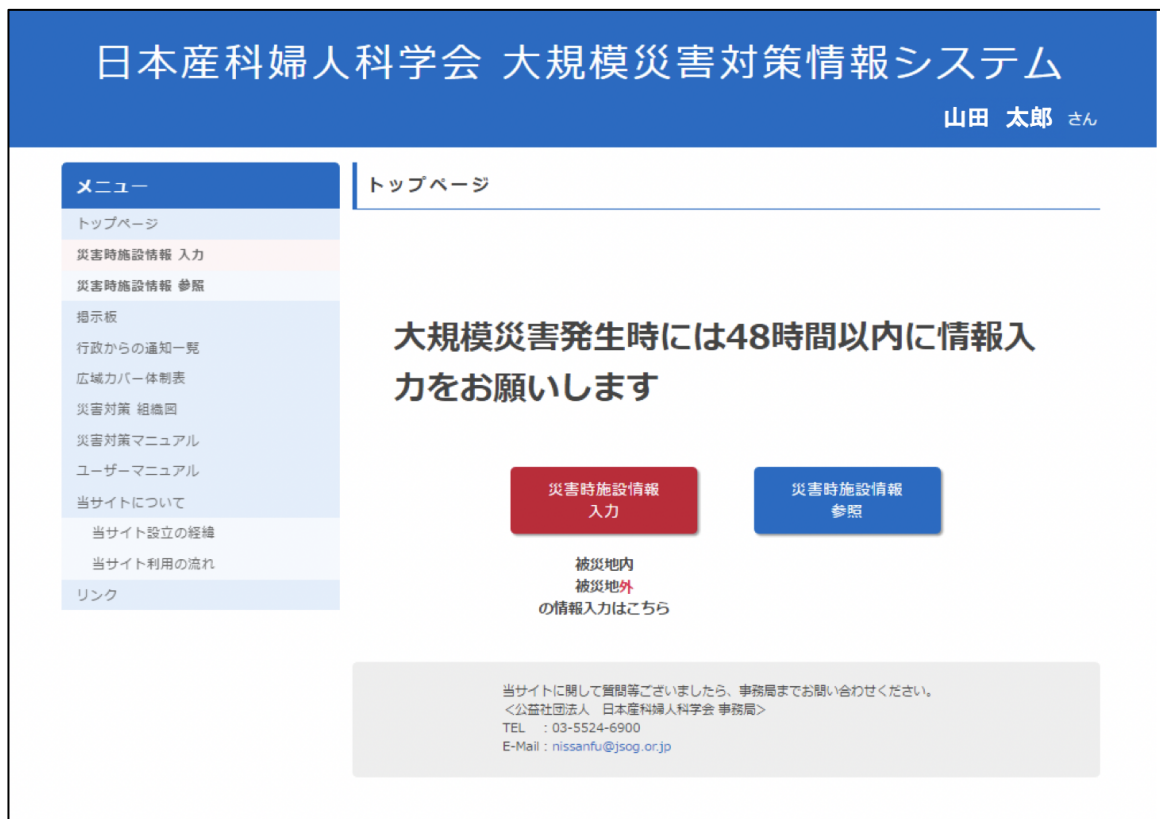 日本産科婦人科学会 大規模災害対策情報システム
山田 太郎 さん
メニュー
トップページ
災害時施設情報 入力
災害時施設情報 参照
掲示板
行政からの通知一覧
広域カバー体制表
災害対策 組織図
災害対策マニュアル
ユーザーマニュアル
当サイトについて
当サイト設立の経緯
当サイト利用の流れ
リンク
トップページ
大規模災害発生時には48時間以内に情報入
力をお願いします
災害時施設情報
入力
災害時施設情報
参照
被災地内
被災地外
の情報入力はこちら
当サイトに関して質問等ございましたら、事務局までお問い合わせください。
<公益社団法人 日本産科婦人科学会 事務局>
TEL : 03-5524-6900
E-Mail : nissanfu@jsog.or.jp